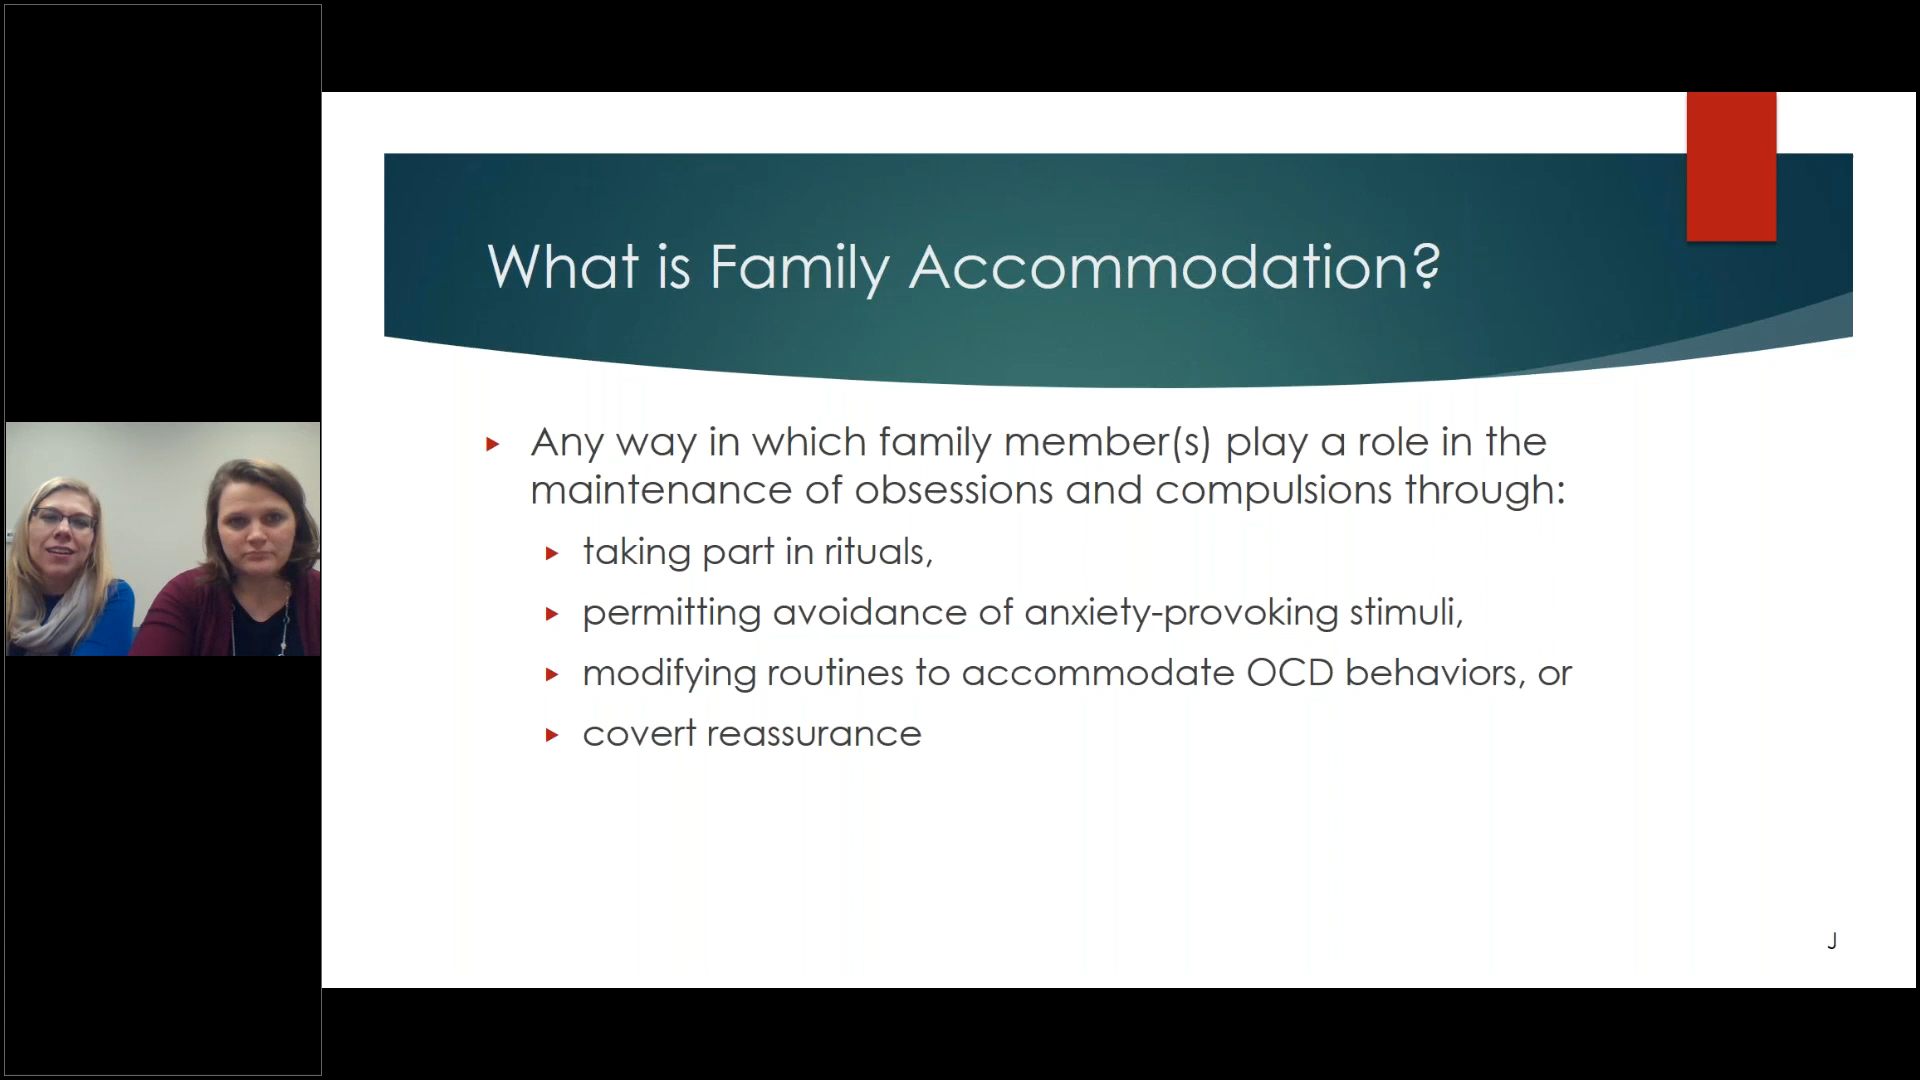 What is Family Accommodation?
Any way in which family member(s) play a role in the
maintenance of obsessions and compulsions through:
taking part in rituals,
permitting avoidance of anxiety-provoking stimuli,
modifying routines to accommodate OCD behaviors, or
covert reassurance
J